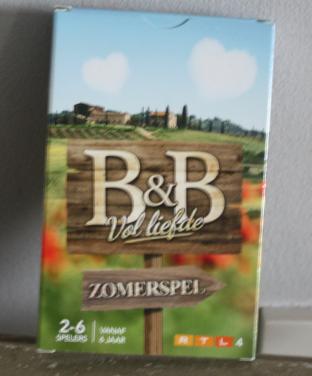 B&B
Vol liefde
ZOMERSPEL
2-6
SPELERS
VANAF
6 JAAR
RTL 4